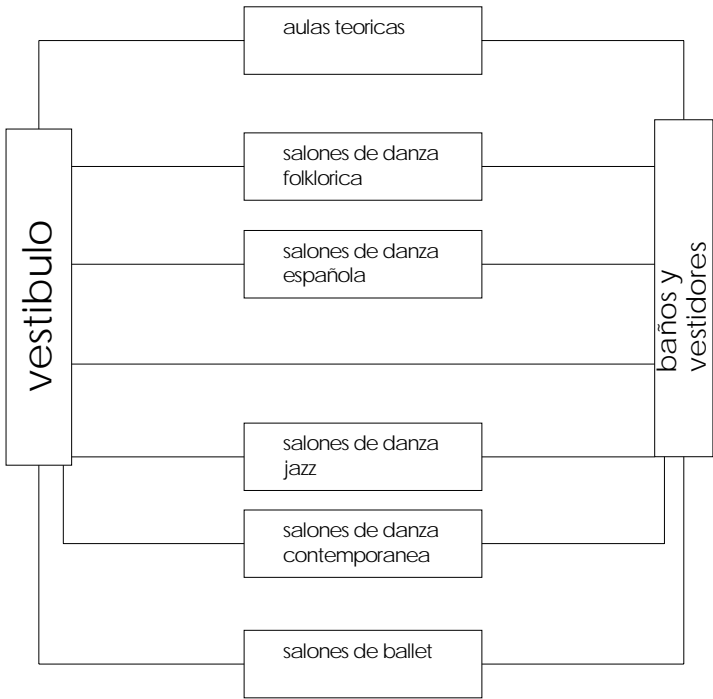 aulas teoricas
salones de danza
folklorica
salones de danza
española
vestibulo
baños y
vestidores
salones de danza
jazz
salones de danza
contemporanea
salones de ballet